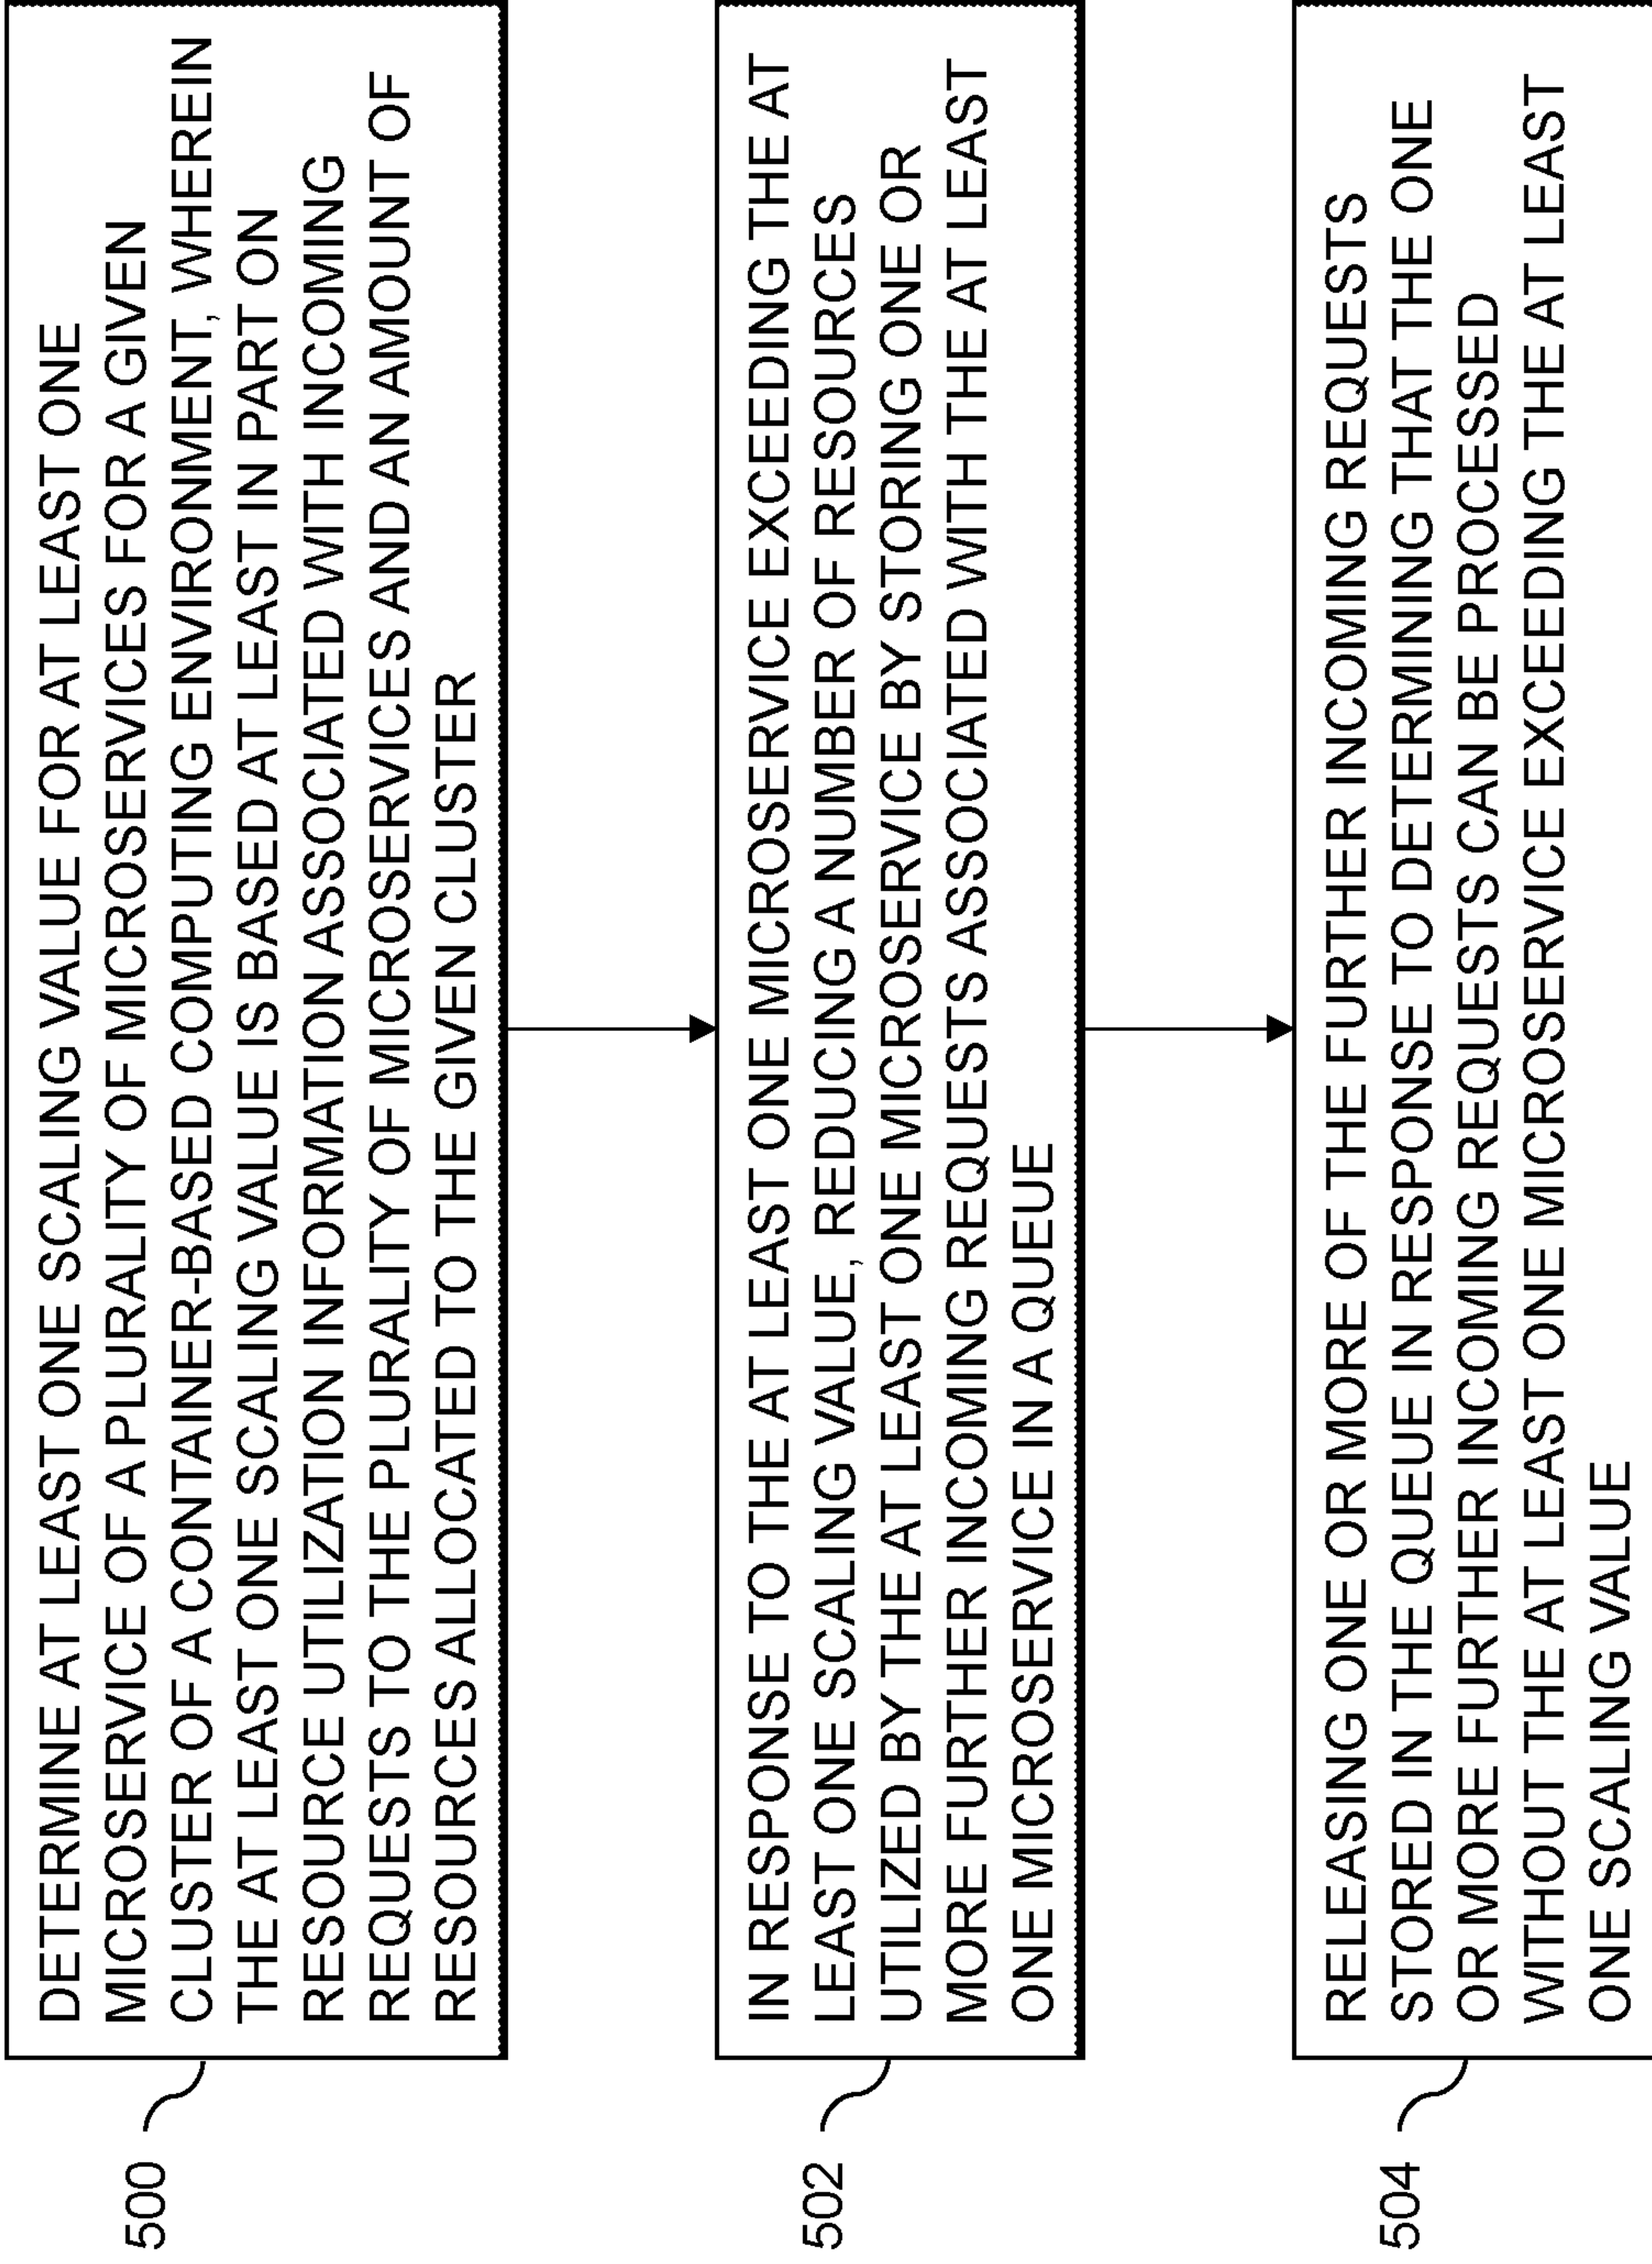 500
DETERMINE AT LEAST ONE SCALING VALUE FOR AT LEAST ONE
MICROSERVICE OF A PLURALITY OF MICROSERVICES FOR A GIVEN
CLUSTER OF A CONTAINER-BASED COMPUTING ENVIRONMENT, WHEREIN
THE AT LEAST ONE SCALING VALUE IS BASED AT LEAST IN PART ON
RESOURCE UTILIZATION INFORMATION ASSOCIATED WITH INCOMING
REQUESTS TO THE PLURALITY OF MICROSERVICES AND AN AMOUNT OF
RESOURCES ALLOCATED TO THE GIVEN CLUSTER
502
IN RESPONSE TO THE AT LEAST ONE MICROSERVICE EXCEEDING THE AT
LEAST ONE SCALING VALUE, REDUCING A NUMBER OF RESOURCES
UTILIZED BY THE AT LEAST ONE MICROSERVICE BY STORING ONE OR
MORE FURTHER INCOMING REQUESTS ASSOCIATED WITH THE AT LEAST
ONE MICROSERVICE IN A QUEUE
504
RELEASING ONE OR MORE OF THE FURTHER INCOMING REQUESTS
STORED IN THE QUEUE IN RESPONSE TO DETERMINING THAT THE ONE
OR MORE FURTHER INCOMING REQUESTS CAN BE PROCESSED
WITHOUT THE AT LEAST ONE MICROSERVICE EXCEEDING THE AT LEAST
ONE SCALING VALUE